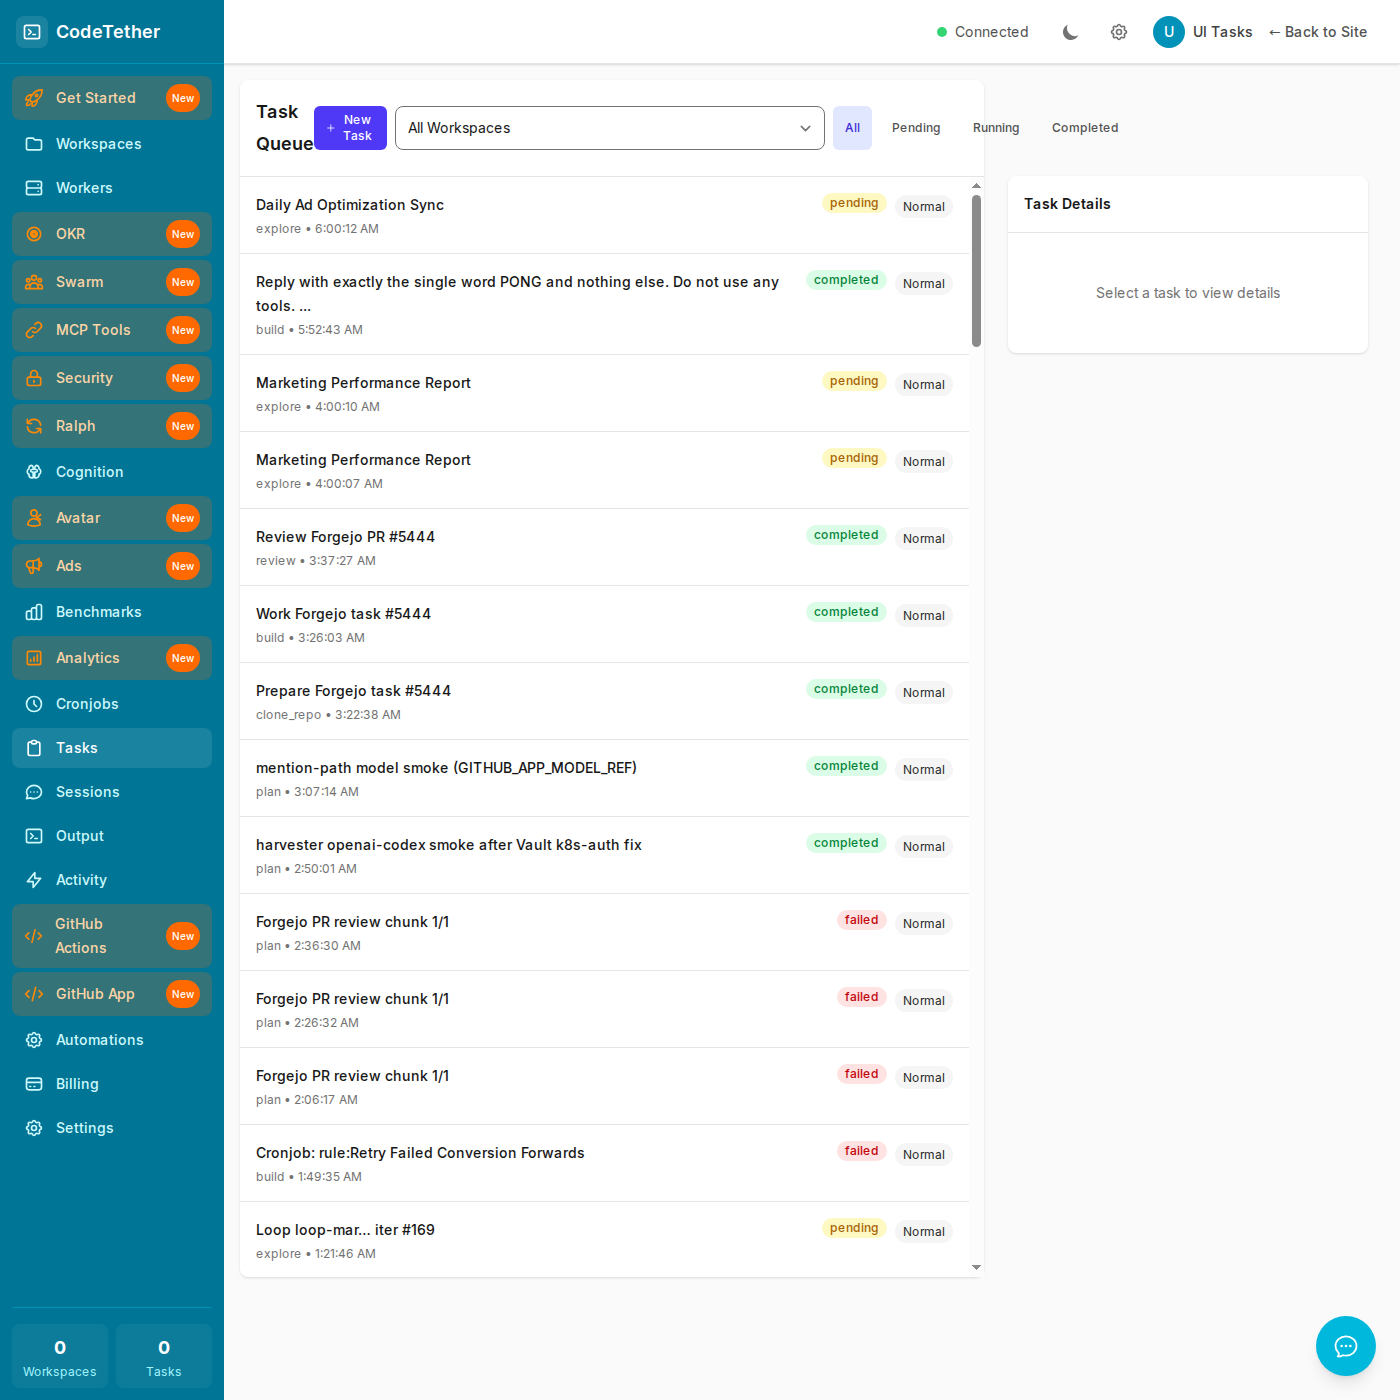 CodeTether
Connected
U
UI Tasks
← Back to Site
Get Started New
Workspaces
Workers
OKR New
Swarm New
MCP Tools New
Security New
Ralph New
Cognition
Avatar New
Ads New
Benchmarks
Analytics New
Cronjobs
Tasks
Sessions
Output
Activity
GitHub
Actions
New
GitHub App New
Automations
Billing
Settings
0
Workspaces
0
Tasks
Task
Queue
+ New
Task
All Workspaces
All
Pending
Running
Completed
Daily Ad Optimization Sync pending Normal
explore • 6:00:12 AM
Reply with exactly the single word PONG and nothing else. Do not use any completed Normal
tools. ...
build • 5:52:43 AM
Marketing Performance Report pending Normal
explore • 4:00:10 AM
Marketing Performance Report pending Normal
explore • 4:00:07 AM
Review Forgejo PR #5444 completed Normal
review • 3:37:27 AM
Work Forgejo task #5444 completed Normal
build • 3:26:03 AM
Prepare Forgejo task #5444 completed Normal
clone_repo • 3:22:38 AM
mention-path model smoke (GITHUB_APP_MODEL_REF) completed Normal
plan • 3:07:14 AM
harvester openai-codex smoke after Vault k8s-auth fix completed Normal
plan • 2:50:01 AM
Forgejo PR review chunk 1/1 failed Normal
plan • 2:36:30 AM
Forgejo PR review chunk 1/1 failed Normal
plan • 2:26:32 AM
Forgejo PR review chunk 1/1 failed Normal
plan • 2:06:17 AM
Cronjob: rule:Retry Failed Conversion Forwards failed Normal
build • 1:49:35 AM
Loop loop-mar... iter #169 pending Normal
explore • 1:21:46 AM
Task Details
Select a task to view details